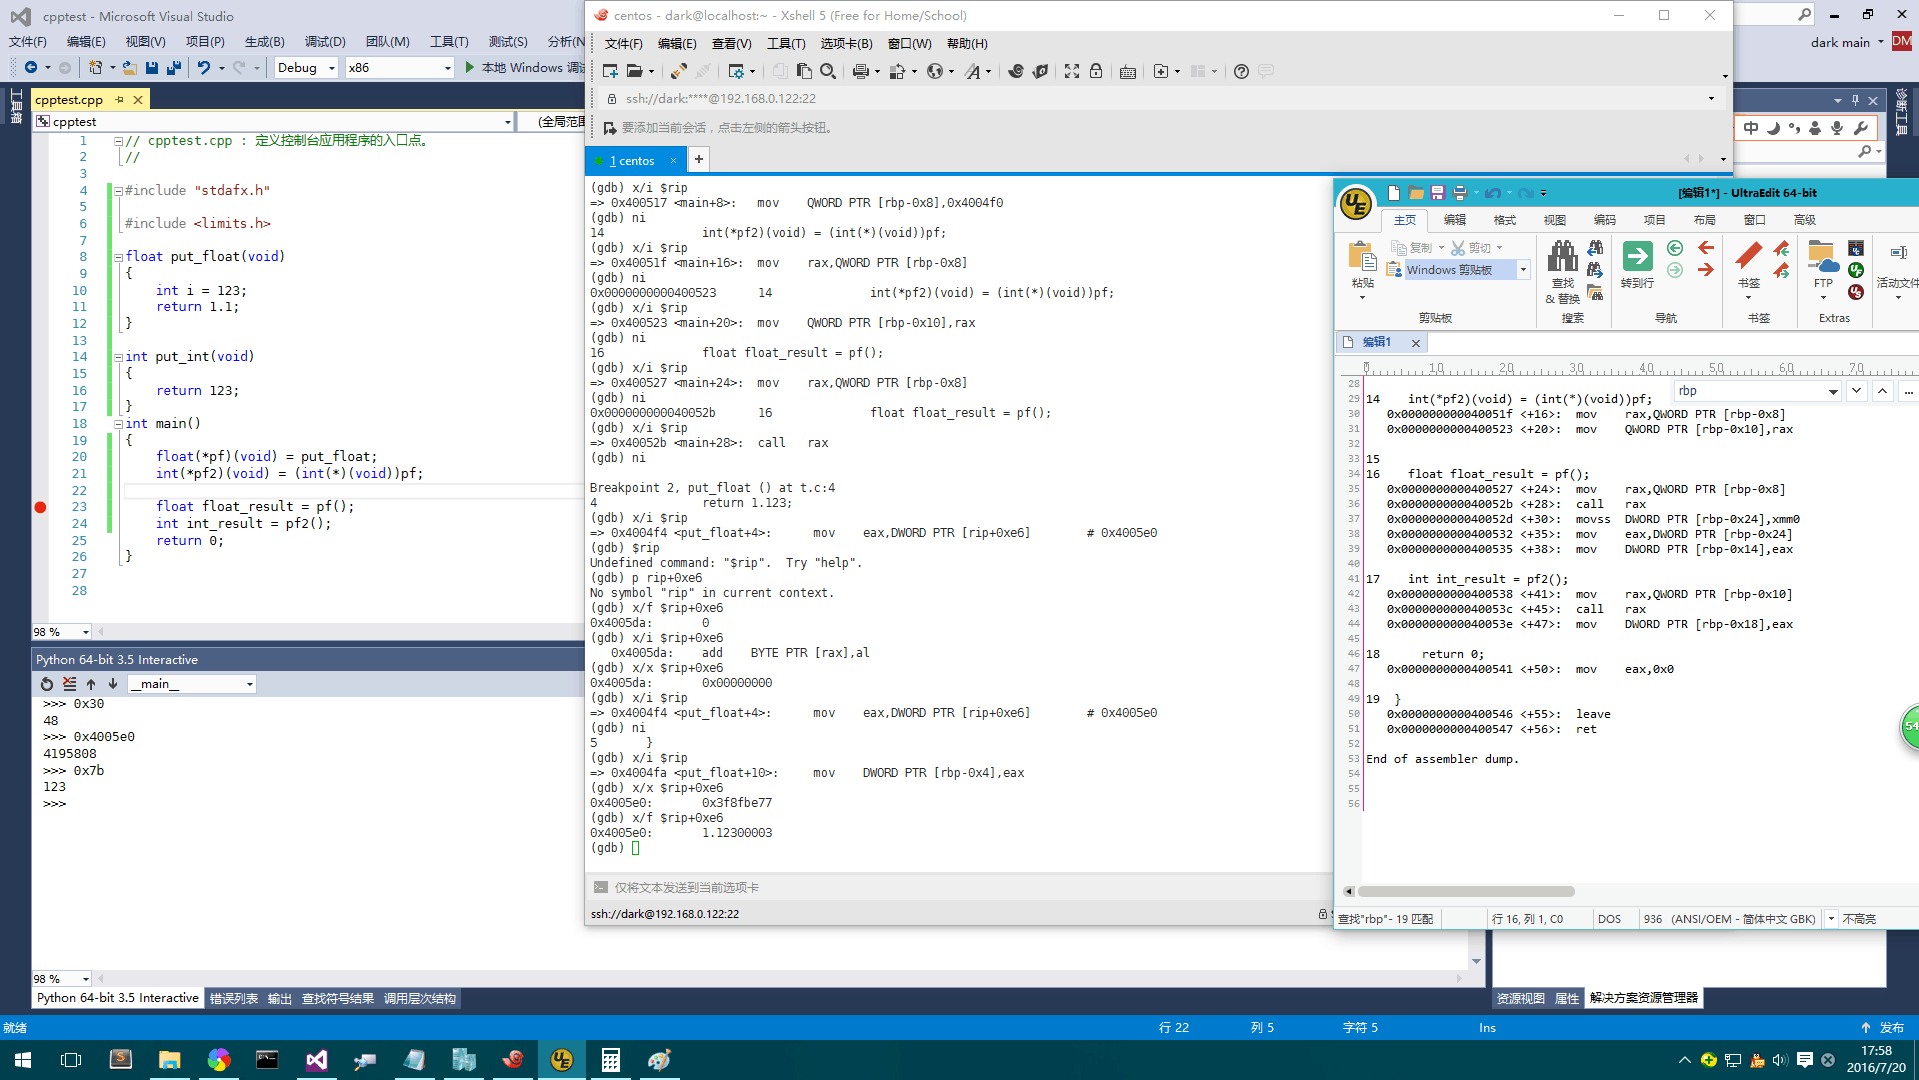 cpptest - Microsoft Visual Studio
文件(F) 编辑(E) 视图(V) 项目(P) 生成(B) 调试(D) 团队(M) 工具(T) 测试(S) 分析(N
Debug x86 本地 Windows 调试
工具箱
cpptest.cpp
cpptest (全局范围
1 // cpptest.cpp : 定义控制台应用程序的入口点。
2 //
3
4 #include "stdafx.h"
5
6 #include <limits.h>
7
8 float put_float(void)
9 {
10 int i = 123;
11 return 1.1;
12 }
13
14 int put_int(void)
15 {
16 return 123;
17 }
18 int main()
19 {
20 float(*pf)(void) = put_float;
21 int(*pf2)(void) = (int(*)(void))pf;
22
23 float float_result = pf();
24 int int_result = pf2();
25 return 0;
26 }
27
28
98 %
Python 64-bit 3.5 Interactive
__main__
>>> 0x30
48
>>> 0x4005e0
4195808
>>> 0x7b
123
>>>
98 %
Python 64-bit 3.5 Interactive 错误列表 输出 查找符号结果 调用层次结构
就绪
行 22 列 5 字符 5 Ins 发布
centos - dark@localhost:~ - Xshell 5 (Free for Home/School)
文件(F) 编辑(E) 查看(V) 工具(T) 选项卡(B) 窗口(W) 帮助(H)
ssh://dark:****@192.168.0.122:22
要添加当前会话，点击左侧的箭头按钮。
1 centos × +
(gdb) x/i $rip
=> 0x400517 <main+8>: mov QWORD PTR [rbp-0x8],0x4004f0
(gdb) ni
14 int(*pf2)(void) = (int(*)(void))pf;
(gdb) x/i $rip
=> 0x40051f <main+16>: mov rax,QWORD PTR [rbp-0x8]
(gdb) ni
0x0000000000400523 14 int(*pf2)(void) = (int(*)(void))pf;
(gdb) x/i $rip
=> 0x400523 <main+20>: mov QWORD PTR [rbp-0x10],rax
(gdb) ni
16 float float_result = pf();
(gdb) x/i $rip
=> 0x400527 <main+24>: mov rax,QWORD PTR [rbp-0x8]
(gdb) ni
0x000000000040052b 16 float float_result = pf();
(gdb) x/i $rip
=> 0x40052b <main+28>: call rax
(gdb) ni
Breakpoint 2, put_float () at t.c:4
4 return 1.123;
(gdb) x/i $rip
=> 0x4004f4 <put_float+4>: mov eax,DWORD PTR [rip+0xe6] # 0x4005e0
(gdb) $rip
Undefined command: "$rip". Try "help".
(gdb) p rip+0xe6
No symbol "rip" in current context.
(gdb) x/f $rip+0xe6
0x4005da: 0
(gdb) x/i $rip+0xe6
0x4005da: add BYTE PTR [rax],al
(gdb) x/x $rip+0xe6
0x4005da: 0x00000000
(gdb) x/i $rip
=> 0x4004f4 <put_float+4>: mov eax,DWORD PTR [rip+0xe6] # 0x4005e0
(gdb) ni
5 }
(gdb) x/i $rip
=> 0x4004fa <put_float+10>: mov DWORD PTR [rbp-0x4],eax
(gdb) x/x $rip+0xe6
0x4005e0: 0x3f8fbe77
(gdb) x/f $rip+0xe6
0x4005e0: 1.12300003
(gdb)
仅将文本发送到当前选项卡
ssh://dark@192.168.0.122:22
dark main DM
诊断工具
中
[编辑1*] - UltraEdit 64-bit
主页 编辑 格式 视图 编码 项目 布局 窗口 高级
粘贴 复制 剪切
Windows 剪贴板
剪贴板
查找 & 替换
搜索
转到行
导航
书签
书签
FTP
Extras
活动文件
编辑1
0 10 20 30 40 50 60 70
rbp
28
29 14 int(*pf2)(void) = (int(*)(void))pf;
30 0x000000000040051f <+16>: mov rax,QWORD PTR [rbp-0x8]
31 0x0000000000400523 <+20>: mov QWORD PTR [rbp-0x10],rax
32
33 15
34 16 float float_result = pf();
35 0x0000000000400527 <+24>: mov rax,QWORD PTR [rbp-0x8]
36 0x000000000040052b <+28>: call rax
37 0x000000000040052d <+30>: movss DWORD PTR [rbp-0x24],xmm0
38 0x0000000000400532 <+35>: mov eax,DWORD PTR [rbp-0x24]
39 0x0000000000400535 <+38>: mov DWORD PTR [rbp-0x14],eax
40
41 17 int int_result = pf2();
42 0x0000000000400538 <+41>: mov rax,QWORD PTR [rbp-0x10]
43 0x000000000040053c <+45>: call rax
44 0x000000000040053e <+47>: mov DWORD PTR [rbp-0x18],eax
45
46 18 return 0;
47 0x0000000000400541 <+50>: mov eax,0x0
48
49 19 }
50 0x0000000000400546 <+55>: leave
51 0x0000000000400547 <+56>: ret
52
53 End of assembler dump.
54
55
56
54
查找"rbp"- 19 匹配 行 16, 列 1, C0 DOS 936 (ANSI/OEM - 简体中文 GBK) 不高亮
资源视图 属性 解决方案资源管理器
17:58
2016/7/20